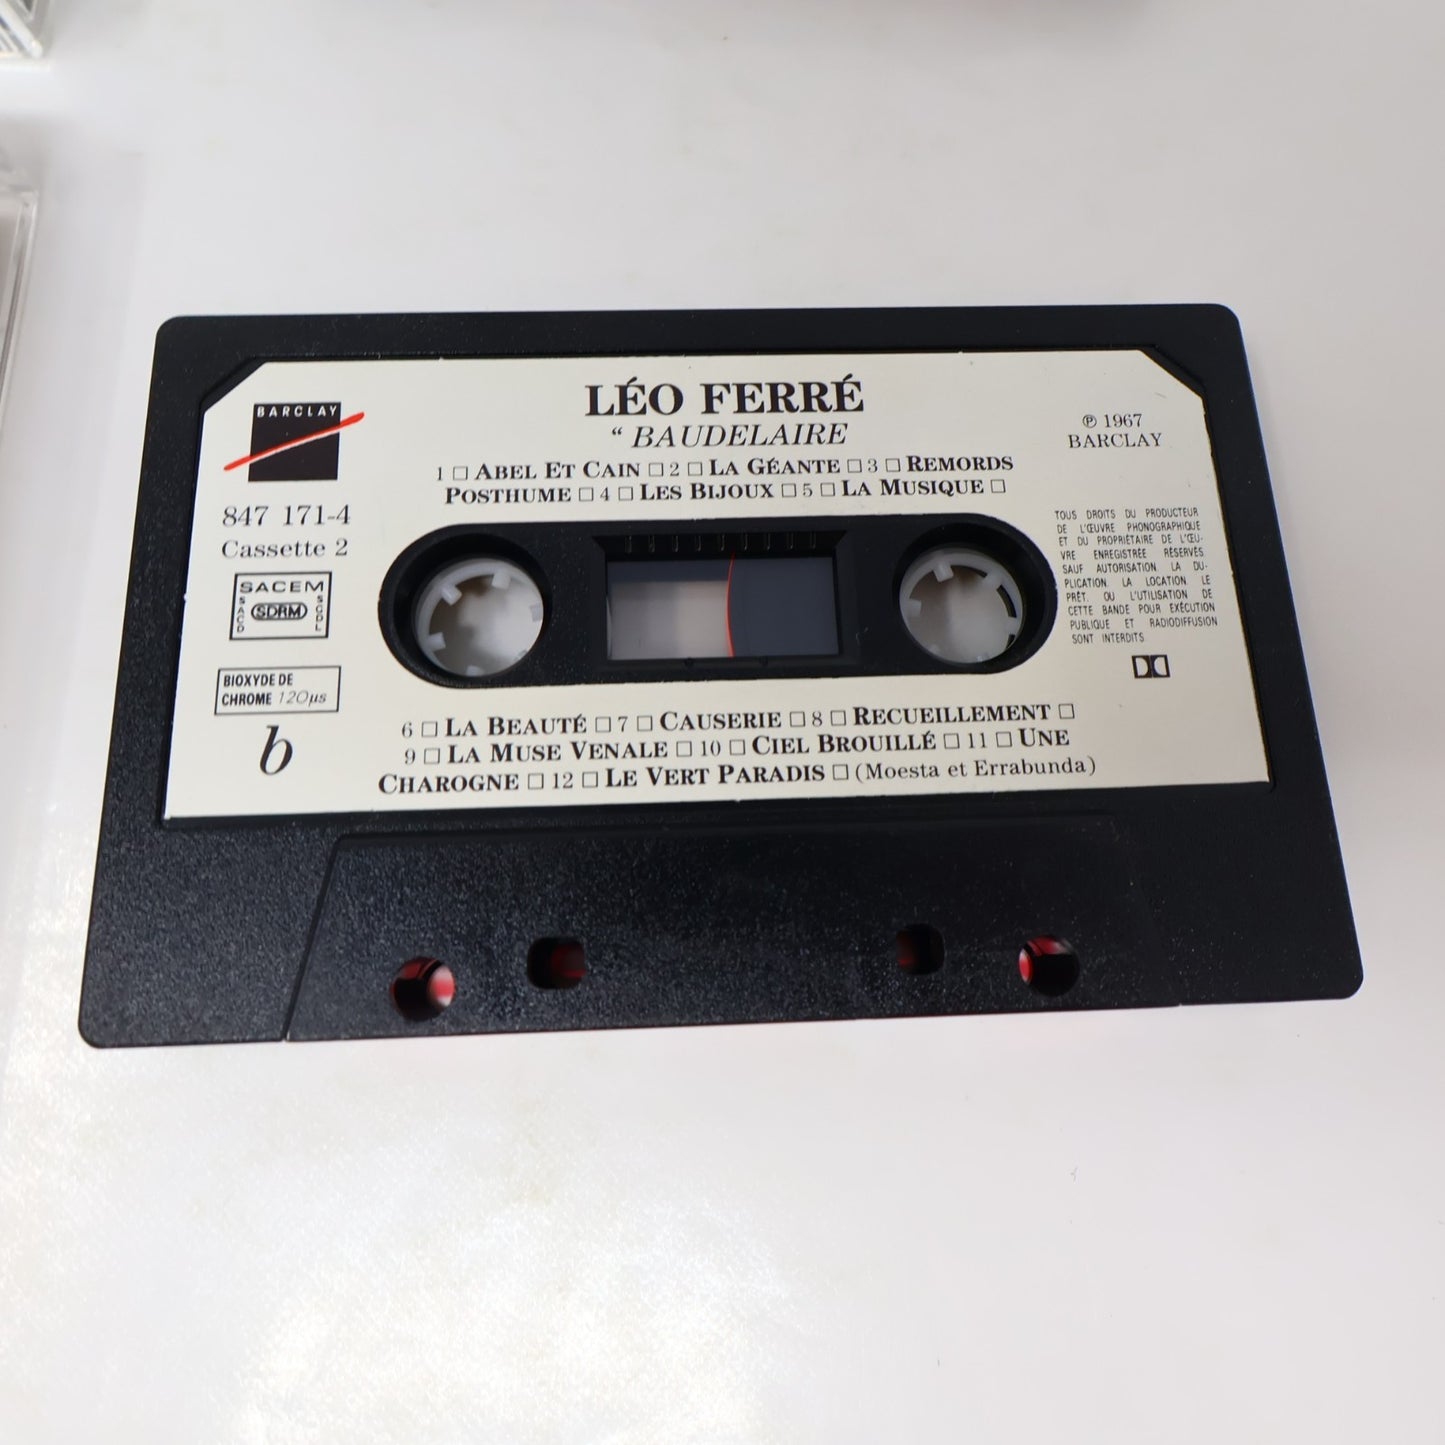 LÉO FERRÉ
“ BAUDELAIRE
BARCLAY
℗ 1967
BARCLAY
1 □ ABEL ET CAIN □ 2 □ LA GÉANTE □ 3 □ REMORDS
POSTHUME □ 4 □ LES BIJOUX □ 5 □ LA MUSIQUE □
847 171-4
Cassette 2
SACEM
SACD
SDRM
SGDL
BIOXYDE DE
CHROME 120µs
b
TOUS DROITS DU PRODUCTEUR
DE L'ŒUVRE PHONOGRAPHIQUE
ET DU PROPRIÉTAIRE DE L'ŒU-
VRE ENREGISTRÉE RÉSERVÉS.
SAUF AUTORISATION LA DU-
PLICATION, LA LOCATION, LE
PRÊT, OU L'UTILISATION DE
CETTE BANDE POUR EXÉCUTION
PUBLIQUE ET RADIODIFFUSION
SONT INTERDITS
6 □ LA BEAUTÉ □ 7 □ CAUSERIE □ 8 □ RECUEILLEMENT □
9 □ LA MUSE VENALE □ 10 □ CIEL BROUILLÉ □ 11 □ UNE
CHAROGNE □ 12 □ LE VERT PARADIS □ (Moesta et Errabunda)